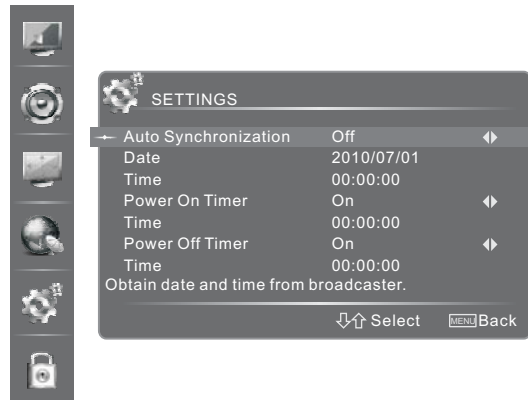 SETTINGS
Auto Synchronization Off
Date 2010/07/01
Time 00:00:00
Power On Timer On
Time 00:00:00
Power Off Timer On
Time 00:00:00
Obtain date and time from broadcaster.
Select MENU Back